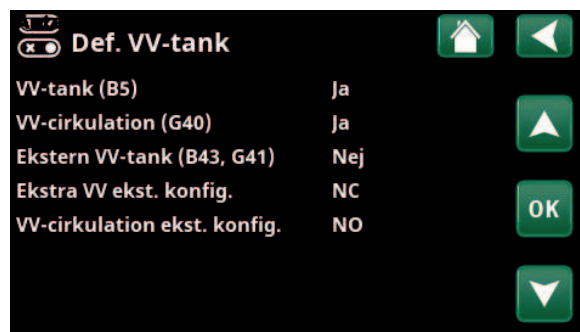 Def. VV-tank
VV-tank (B5) Ja
VV-cirkulation (G40) Ja
Ekstern VV-tank (B43, G41) Nej
Ekstra VV ekst. konfig. NC
VV-cirkulation ekst. konfig. NO
OK